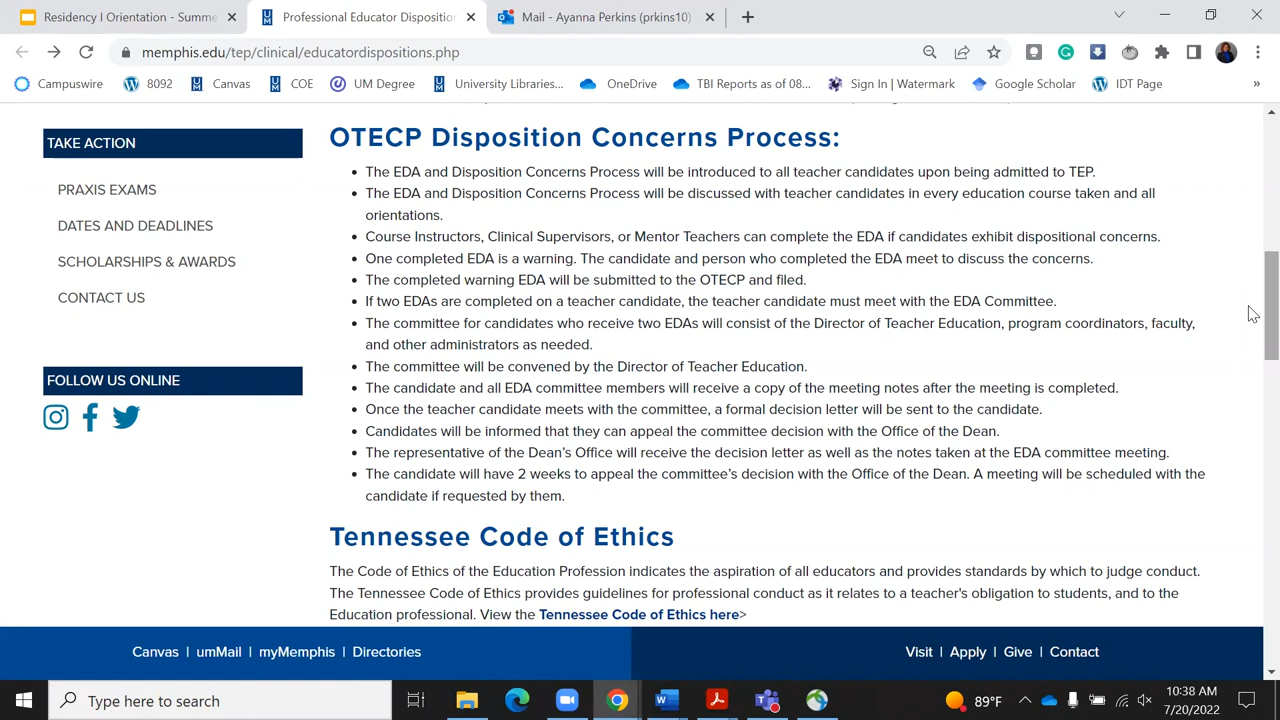 Residency I Orientation - Summe
Professional Educator Dispositior
Mail - Ayanna Perkins (prkins10)
memphis.edu/tep/clinical/educatordispositions.php
Campuswire
8092
Canvas
COE
UM Degree
University Libraries...
OneDrive
TBI Reports as of 08...
Sign In | Watermark
Google Scholar
IDT Page
»
TAKE ACTION
PRAXIS EXAMS
DATES AND DEADLINES
SCHOLARSHIPS & AWARDS
CONTACT US
FOLLOW US ONLINE
OTECP Disposition Concerns Process:
• The EDA and Disposition Concerns Process will be introduced to all teacher candidates upon being admitted to TEP.
• The EDA and Disposition Concerns Process will be discussed with teacher candidates in every education course taken and all
orientations.
• Course Instructors, Clinical Supervisors, or Mentor Teachers can complete the EDA if candidates exhibit dispositional concerns.
• One completed EDA is a warning. The candidate and person who completed the EDA meet to discuss the concerns.
• The completed warning EDA will be submitted to the OTECP and filed.
• If two EDAs are completed on a teacher candidate, the teacher candidate must meet with the EDA Committee.
• The committee for candidates who receive two EDAs will consist of the Director of Teacher Education, program coordinators, faculty,
and other administrators as needed.
• The committee will be convened by the Director of Teacher Education.
• The candidate and all EDA committee members will receive a copy of the meeting notes after the meeting is completed.
• Once the teacher candidate meets with the committee, a formal decision letter will be sent to the candidate.
• Candidates will be informed that they can appeal the committee decision with the Office of the Dean.
• The representative of the Dean's Office will receive the decision letter as well as the notes taken at the EDA committee meeting.
• The candidate will have 2 weeks to appeal the committee's decision with the Office of the Dean. A meeting will be scheduled with the
candidate if requested by them.
Tennessee Code of Ethics
The Code of Ethics of the Education Profession indicates the aspiration of all educators and provides standards by which to judge conduct.
The Tennessee Code of Ethics provides guidelines for professional conduct as it relates to a teacher's obligation to students, and to the
Education professional. View the Tennessee Code of Ethics here>
Canvas | umMail | myMemphis | Directories
Visit | Apply | Give | Contact
Type here to search
89°F
10:38 AM
7/20/2022